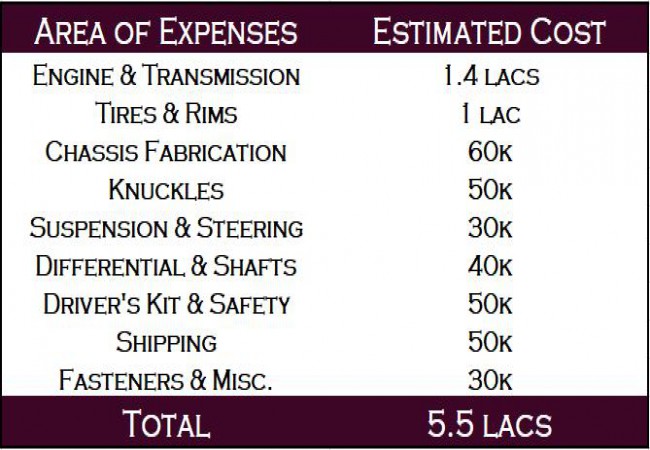 Area of Expenses Estimated Cost
Engine & Transmission 1.4 lacs
Tires & Rims 1 lac
Chassis Fabrication 60k
Knuckles 50k
Suspension & Steering 30k
Differential & Shafts 40k
Driver's Kit & Safety 50k
Shipping 50k
Fasteners & Misc. 30k
Total 5.5 lacs